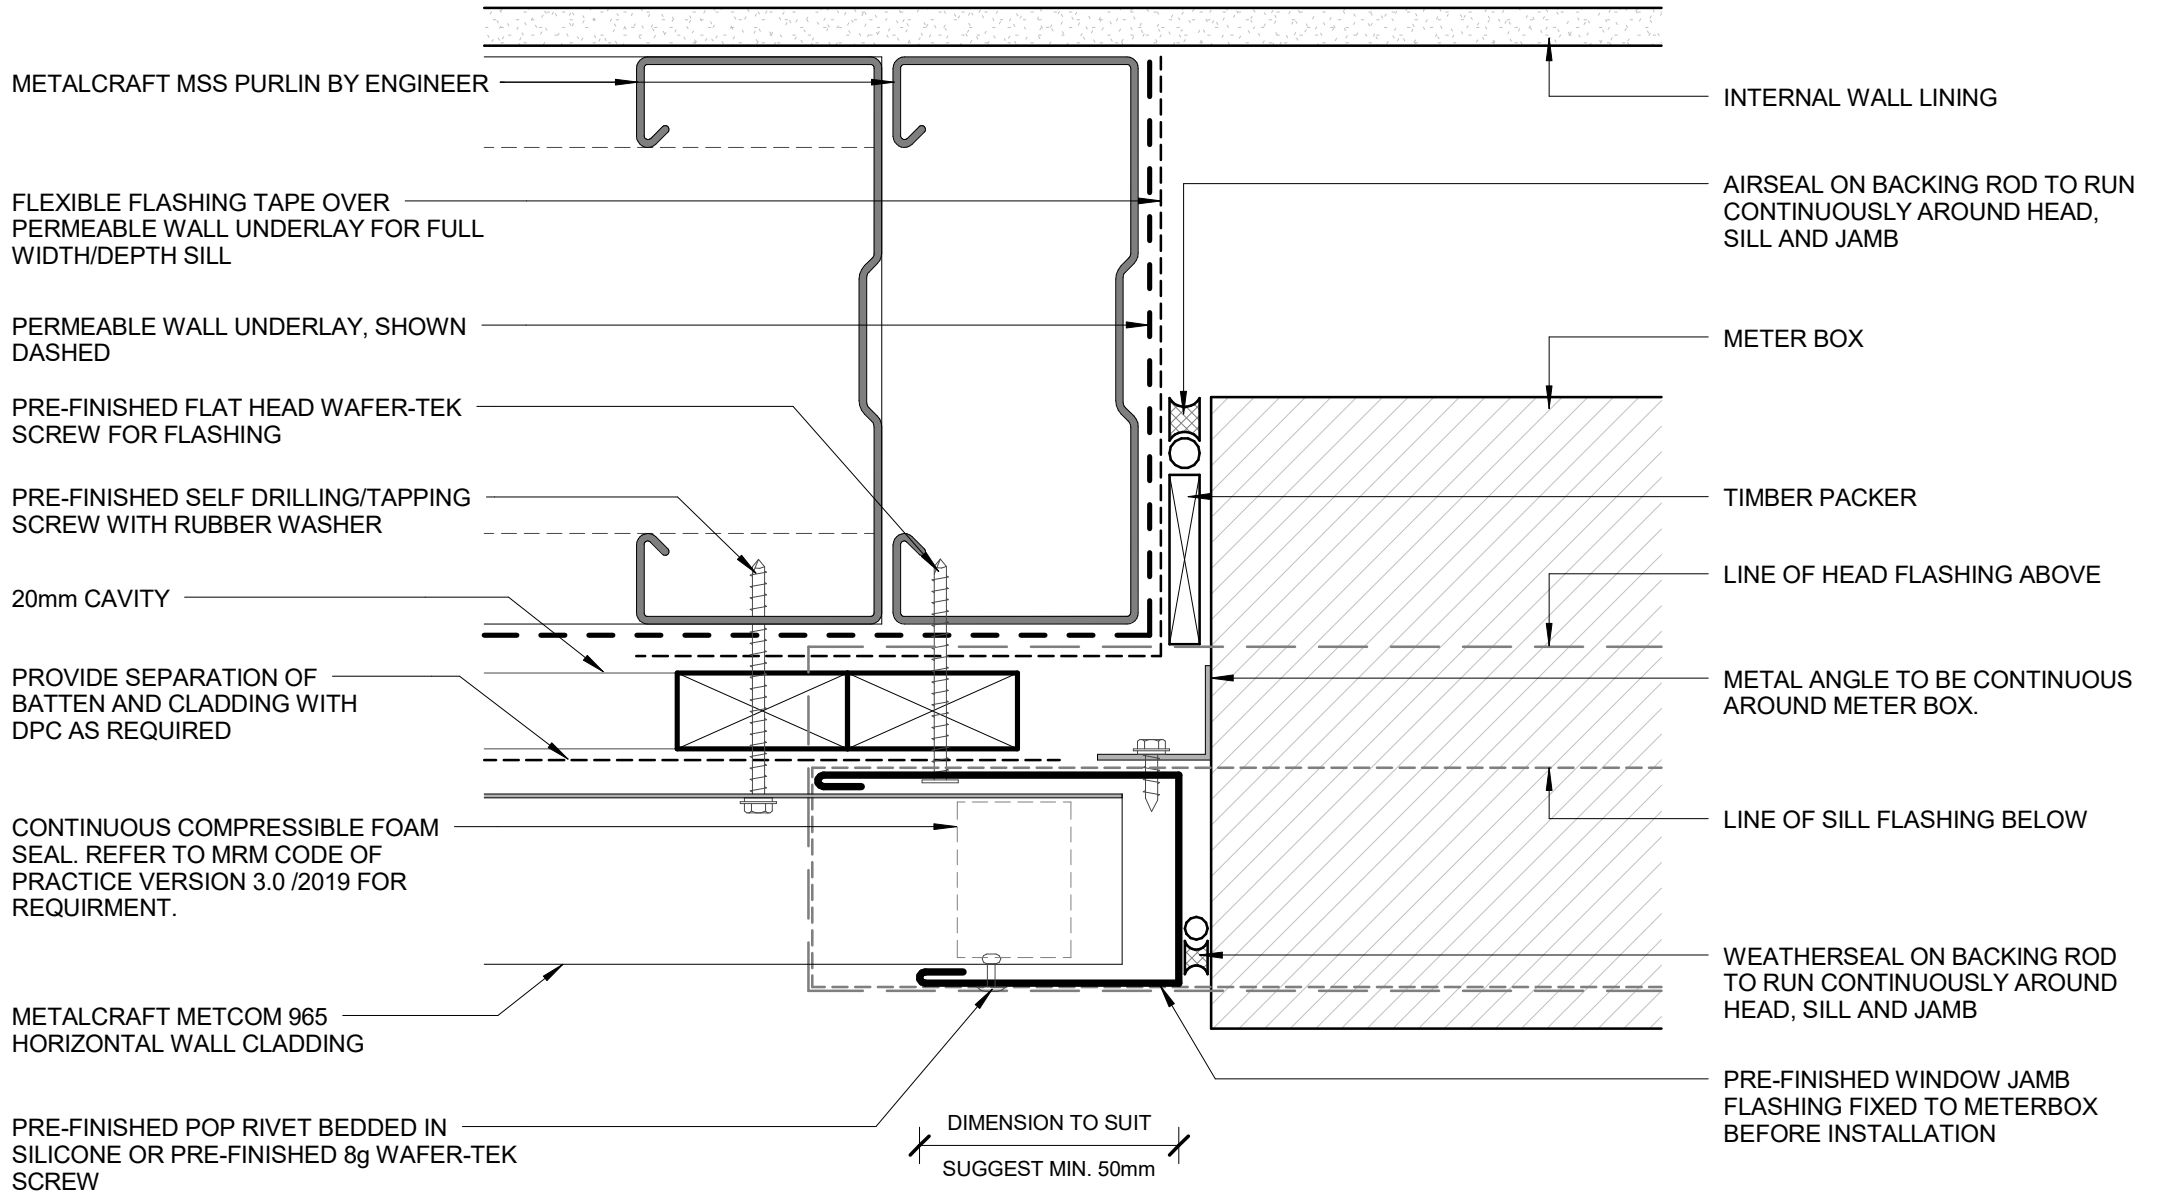 METALCRAFT MSS PURLIN BY ENGINEER
FLEXIBLE FLASHING TAPE OVER
PERMEABLE WALL UNDERLAY FOR FULL
WIDTH/DEPTH SILL
PERMEABLE WALL UNDERLAY, SHOWN
DASHED
PRE-FINISHED FLAT HEAD WAFER-TEK
SCREW FOR FLASHING
PRE-FINISHED SELF DRILLING/TAPPING
SCREW WITH RUBBER WASHER
20mm CAVITY
PROVIDE SEPARATION OF
BATTEN AND CLADDING WITH
DPC AS REQUIRED
CONTINUOUS COMPRESSIBLE FOAM
SEAL. REFER TO MRM CODE OF
PRACTICE VERSION 3.0 /2019 FOR
REQUIRMENT.
METALCRAFT METCOM 965
HORIZONTAL WALL CLADDING
PRE-FINISHED POP RIVET BEDDED IN
SILICONE OR PRE-FINISHED 8g WAFER-TEK
SCREW
DIMENSION TO SUIT
SUGGEST MIN. 50mm
INTERNAL WALL LINING
AIRSEAL ON BACKING ROD TO RUN
CONTINUOUSLY AROUND HEAD,
SILL AND JAMB
METER BOX
TIMBER PACKER
LINE OF HEAD FLASHING ABOVE
METAL ANGLE TO BE CONTINUOUS
AROUND METER BOX.
LINE OF SILL FLASHING BELOW
WEATHERSEAL ON BACKING ROD
TO RUN CONTINUOUSLY AROUND
HEAD, SILL AND JAMB
PRE-FINISHED WINDOW JAMB
FLASHING FIXED TO METERBOX
BEFORE INSTALLATION